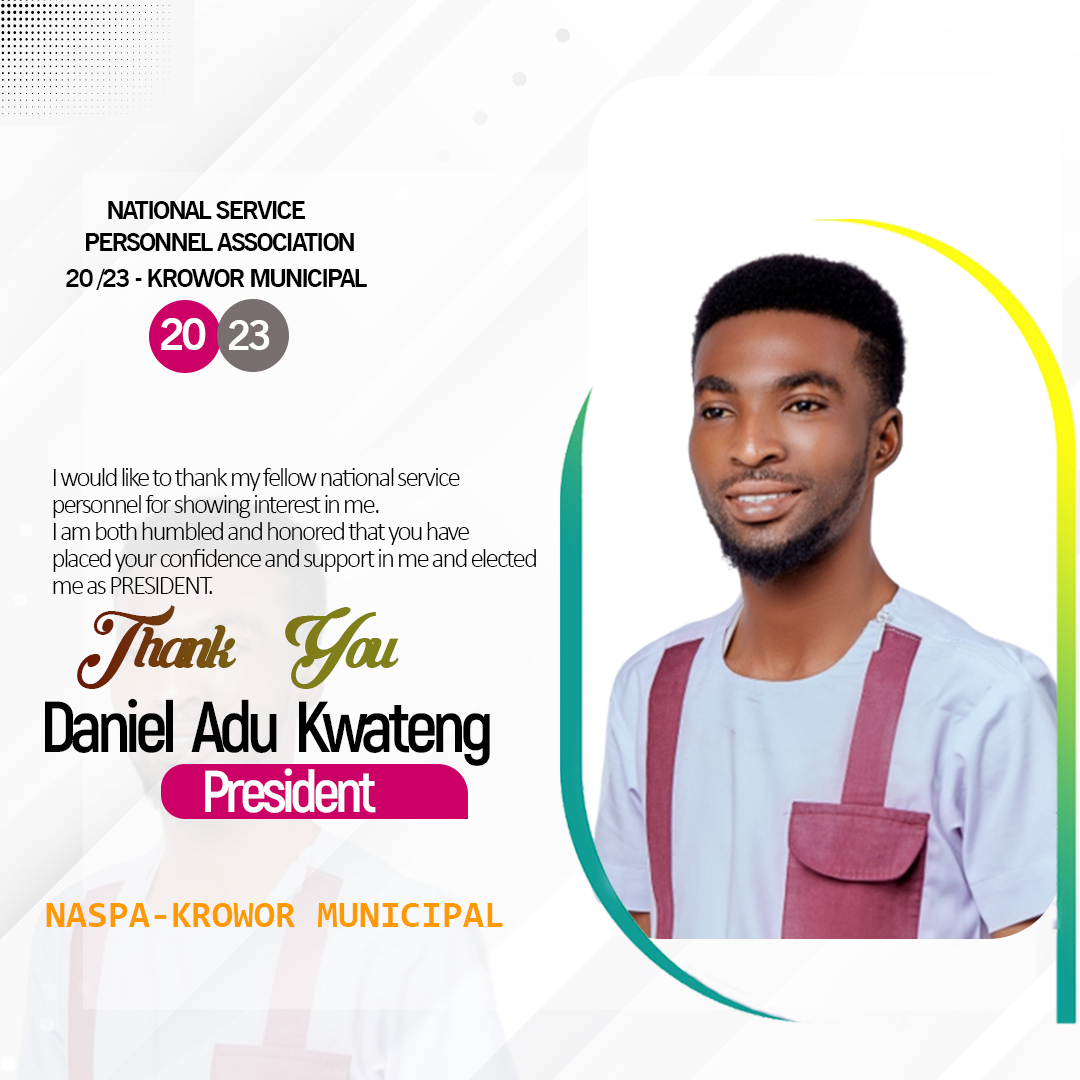 NATIONAL SERVICE
PERSONNEL ASSOCIATION
20 /23 - KROWOR MUNICIPAL
20 23
I would like to thank my fellow national service
personnel for showing interest in me.
I am both humbled and honored that you have
placed your confidence and support in me and elected
me as PRESIDENT.
Thank You
Daniel Adu Kwateng
President
NASPA-KROWOR MUNICIPAL